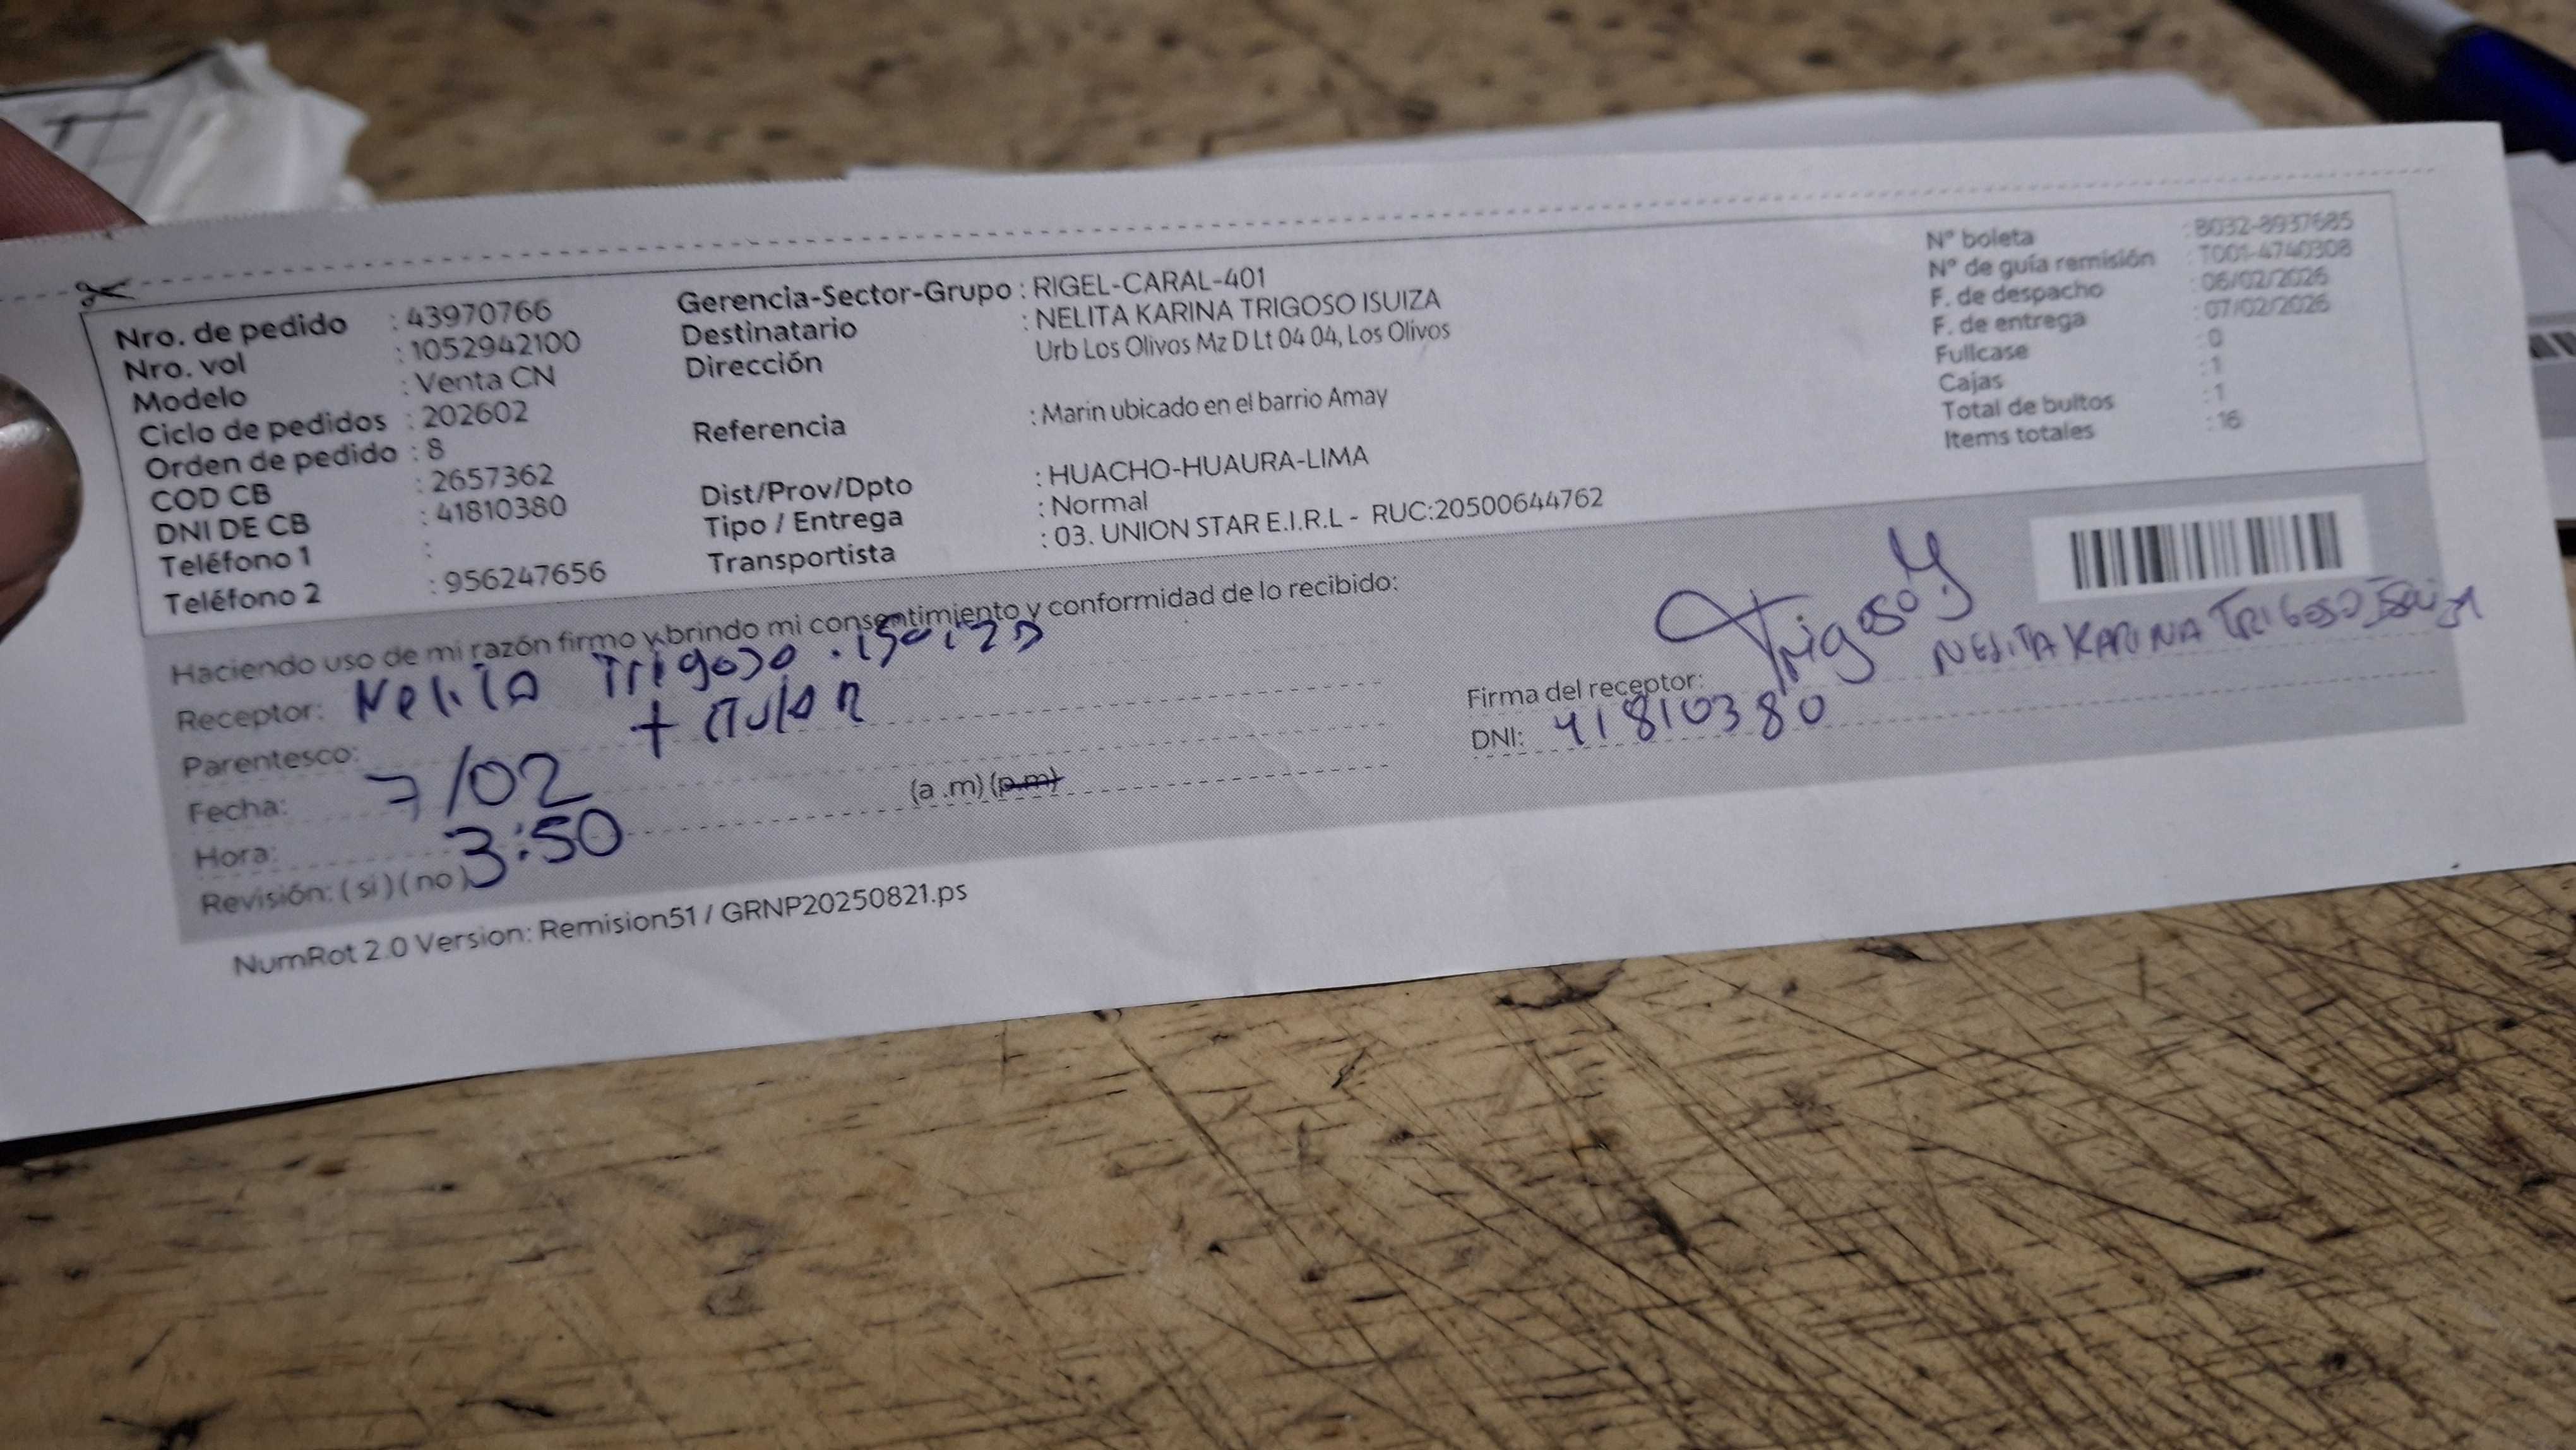 Nro. de pedido : 43970766
Nro. vol : 1052942100
Modelo : Venta CN
Ciclo de pedidos : 202602
Orden de pedido : 8
COD CB : 2657362
DNI DE CB : 41810380
Teléfono 1 :
Teléfono 2 : 956247656
Gerencia-Sector-Grupo : RIGEL-CARAL-401
Destinatario : NELITA KARINA TRIGOSO ISUIZA
Dirección Urb Los Olivos Mz D Lt 04 04, Los Olivos
Referencia : Marin ubicado en el barrio Amay
Dist/Prov/Dpto : HUACHO-HUAURA-LIMA
Tipo / Entrega : Normal
Transportista : 03. UNION STAR E.I.R.L - RUC:20500644762
N° boleta : B032-8937685
N° de guía remisión : T001-4740308
F. de despacho : 06/02/2026
F. de entrega : 07/02/2026
Fullcase : 0
Cajas : 1
Total de bultos : 1
Items totales : 16
Haciendo uso de mi razón firmo y brindo mi consentimiento y conformidad de lo recibido:
Receptor: Nelita Trigoso
Parentesco: titular
Fecha: 7/02
Hora: 3:50 (a .m) (p.m)
Revisión: ( si ) ( no )
Firma del receptor: Trigoso
NELITA KARINA TRIGOSO ISUIZA
DNI: 41810380
NumRot 2.0 Version: Remision51 / GRNP20250821.ps